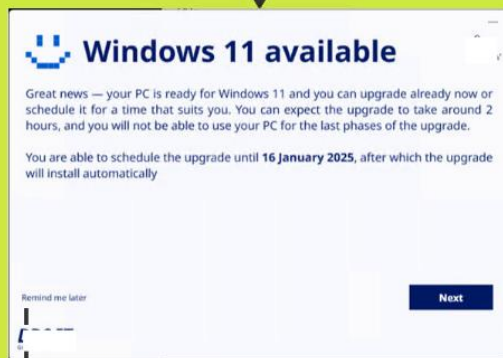 Windows 11 available
Great news — your PC is ready for Windows 11 and you can upgrade already now or
schedule it for a time that suits you. You can expect the upgrade to take around 2
hours, and you will not be able to use your PC for the last phases of the upgrade.
You are able to schedule the upgrade until 16 January 2025, after which the upgrade
will install automatically
Remind me later
Next